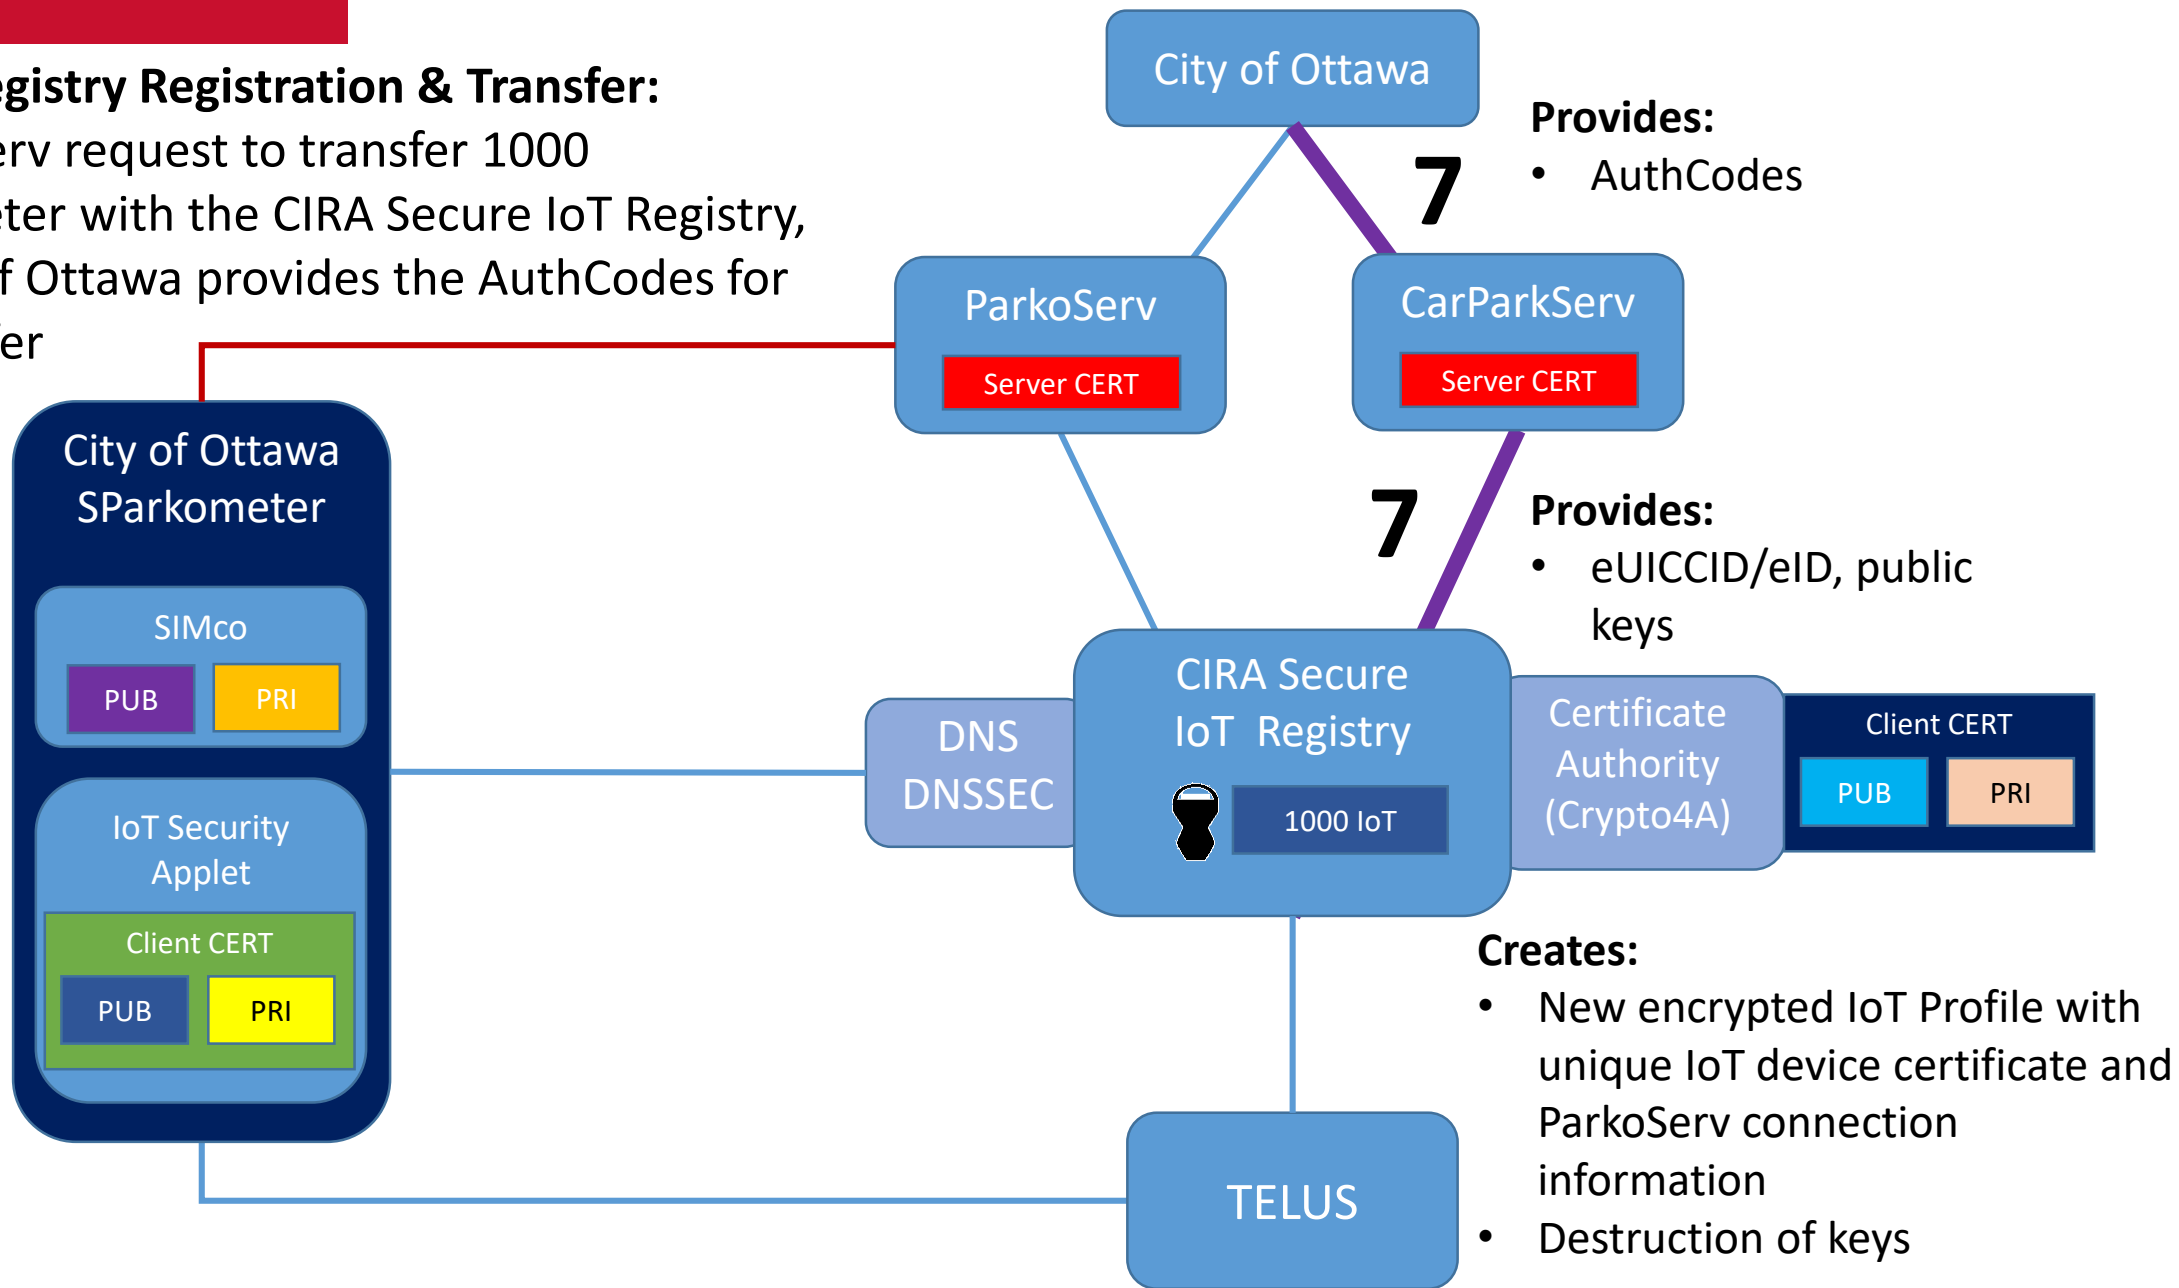 egistry Registration & Transfer:
erv request to transfer 1000
eter with the CIRA Secure IoT Registry,
f Ottawa provides the AuthCodes for
er
City of Ottawa
Provides:
• AuthCodes
7
ParkoServ
Server CERT
CarParkServ
Server CERT
City of Ottawa
SParkometer
SIMco
PUB
PRI
IoT Security
Applet
Client CERT
PUB
PRI
7
Provides:
• eUICCID/eID, public
keys
DNS
DNSSEC
CIRA Secure
IoT Registry
1000 IoT
Certificate
Authority
(Crypto4A)
Client CERT
PUB
PRI
Creates:
• New encrypted IoT Profile with
unique IoT device certificate and
ParkoServ connection
information
• Destruction of keys
TELUS